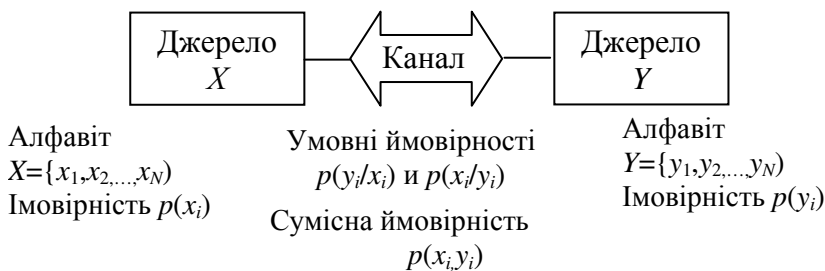 Джерело
X
Канал
Джерело
Y
Алфавіт
X={x1,x2,...,xN)
Імовірність p(xi)
Умовні ймовірності
p(yi/xi) и p(xi/yi)
Сумісна ймовірність
p(xi,yi)
Алфавіт
Y={y1,y2,...,yN)
Імовірність p(yi)